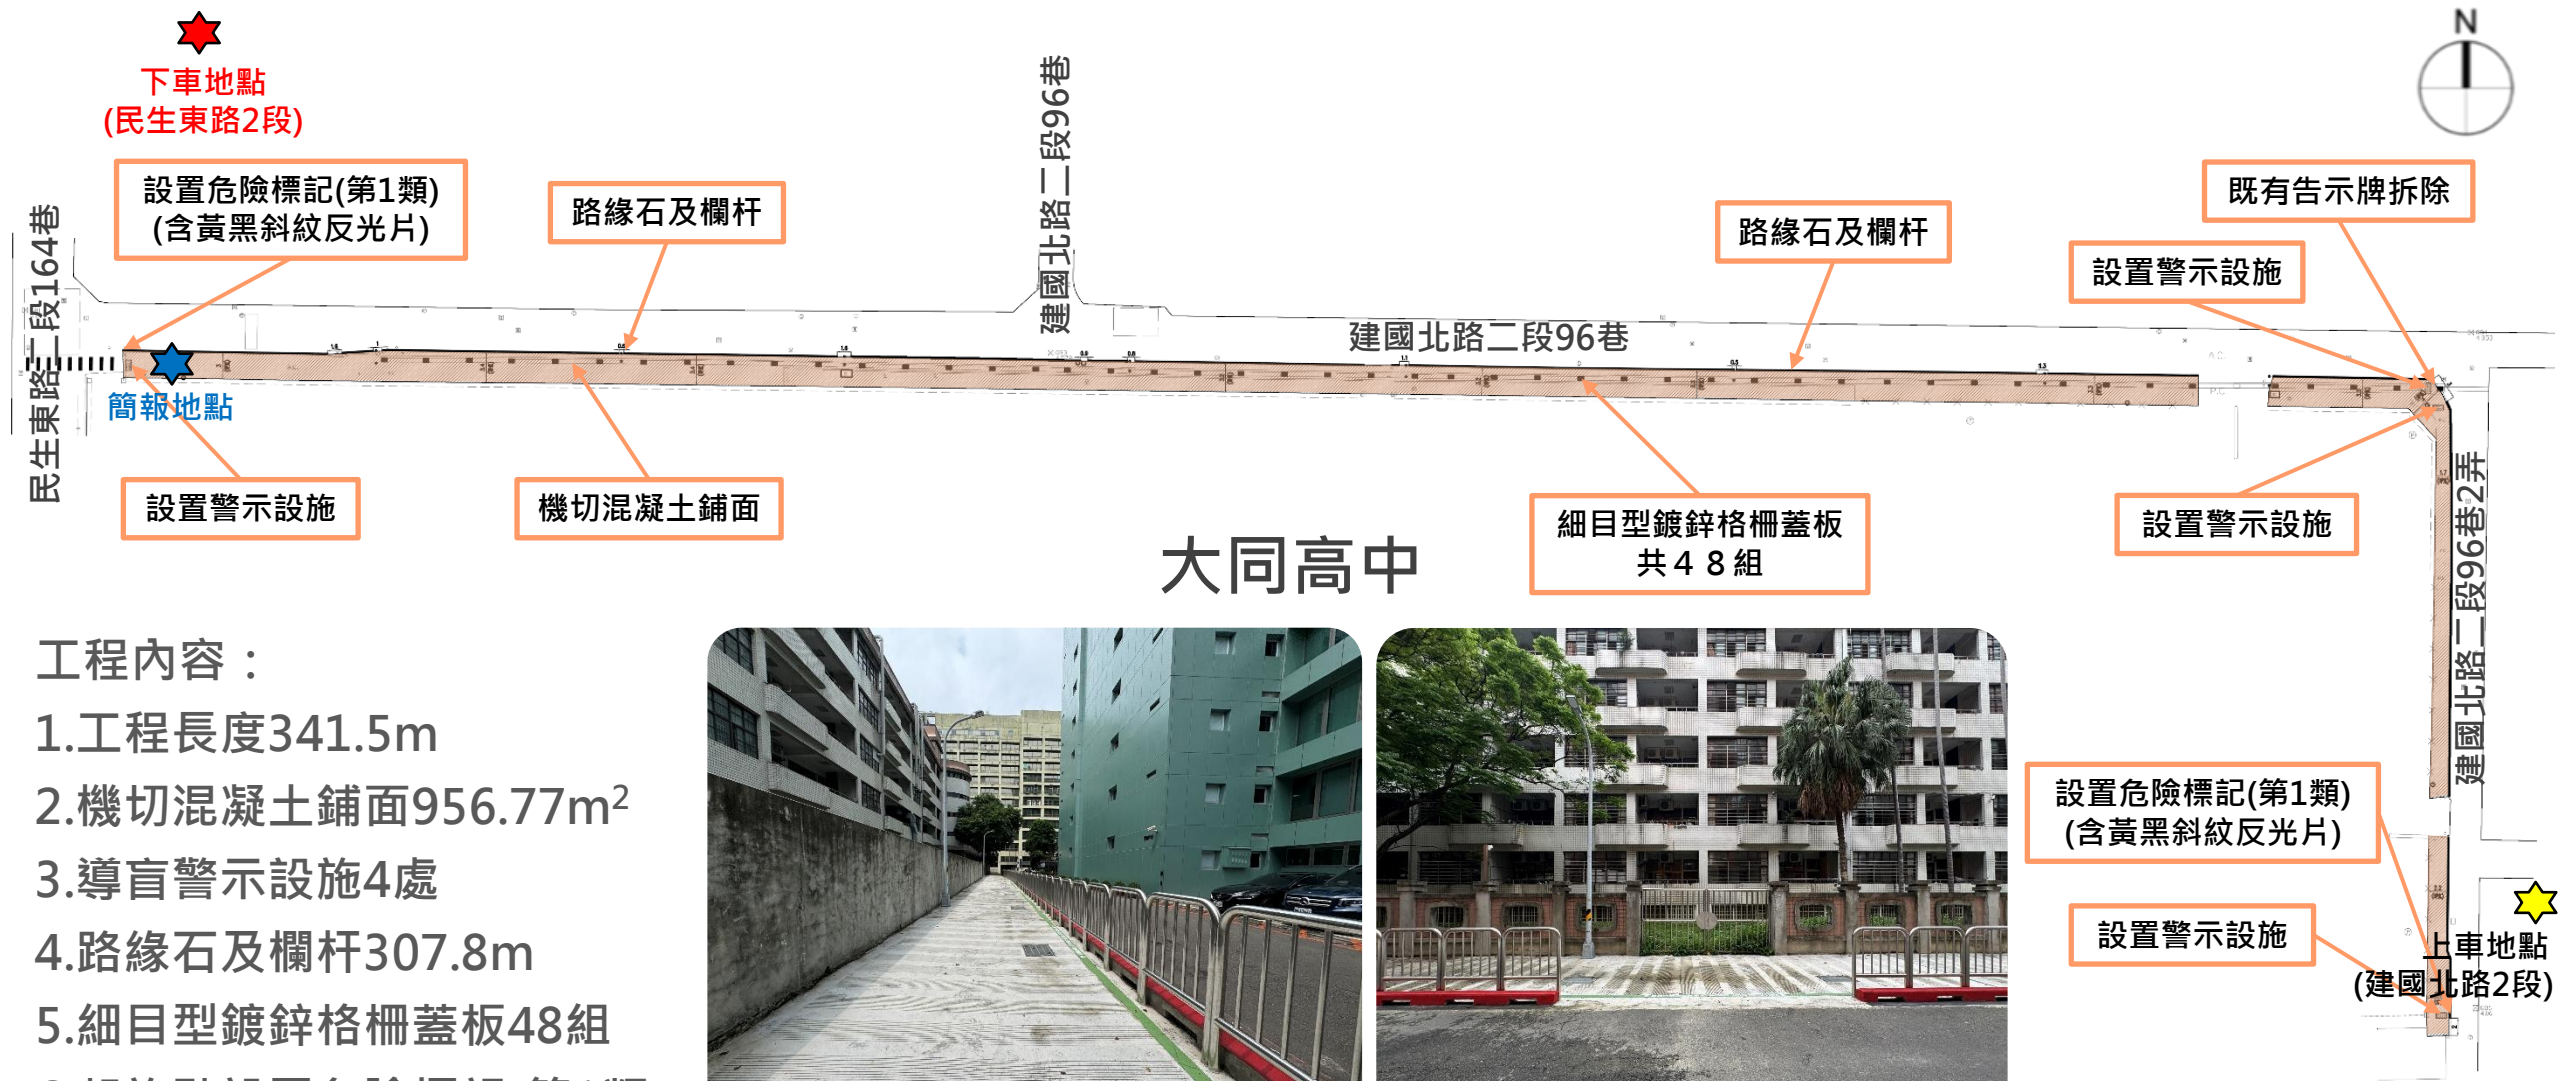 N
下車地點
(民生東路2段)
設置危險標記(第1類)
(含黃黑斜紋反光片)
路緣石及欄杆
建國北路二段96巷
路緣石及欄杆
既有告示牌拆除
設置警示設施
民生東路二段164巷
建國北路二段96巷
簡報地點
設置警示設施
機切混凝土鋪面
細目型鍍鋅格柵蓋板
共４８組
設置警示設施
建國北路二段96巷2弄
大同高中
工程內容：
1.工程長度341.5m
2.機切混凝土鋪面956.77m²
3.導盲警示設施4處
4.路緣石及欄杆307.8m
5.細目型鍍鋅格柵蓋板48組
設置危險標記(第1類)
(含黃黑斜紋反光片)
設置警示設施
上車地點
(建國北路2段)